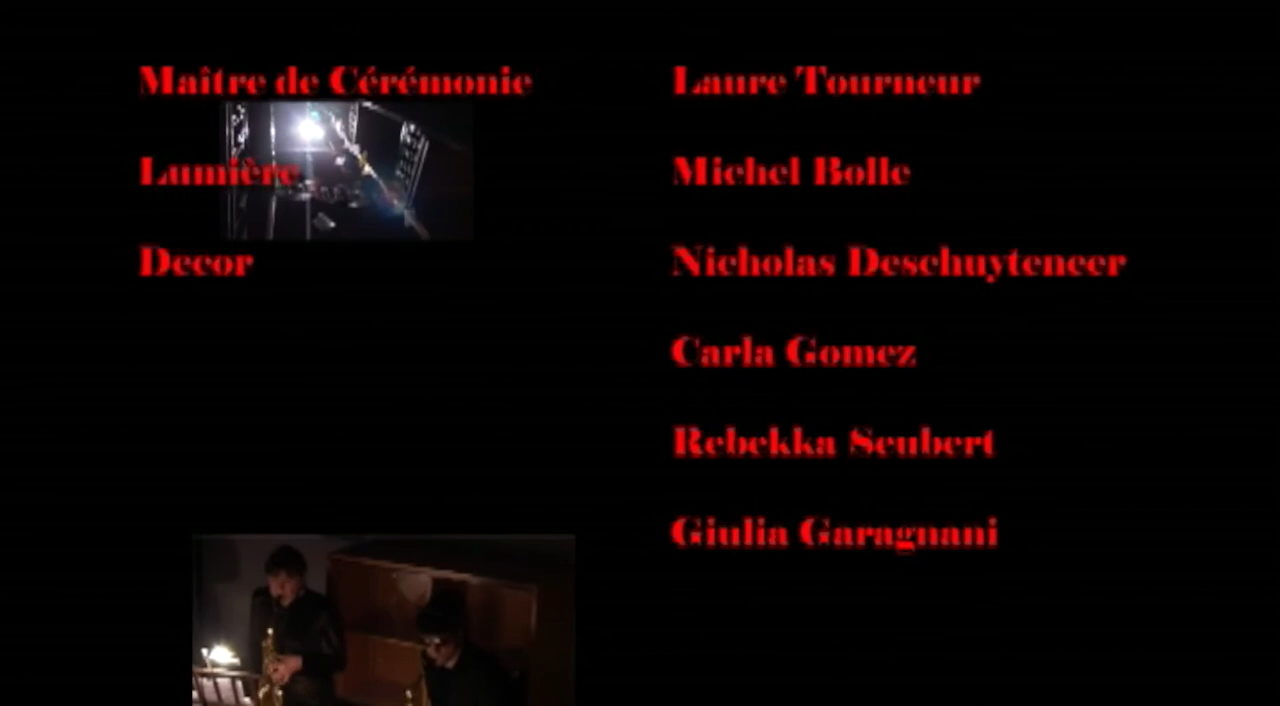 Maître de Cérémonie Laure Tourneur
Lumière Michel Bolle
Decor Nicholas Deschuyteneer
Carla Gomez
Rebekka Seubert
Giulia Garagnani